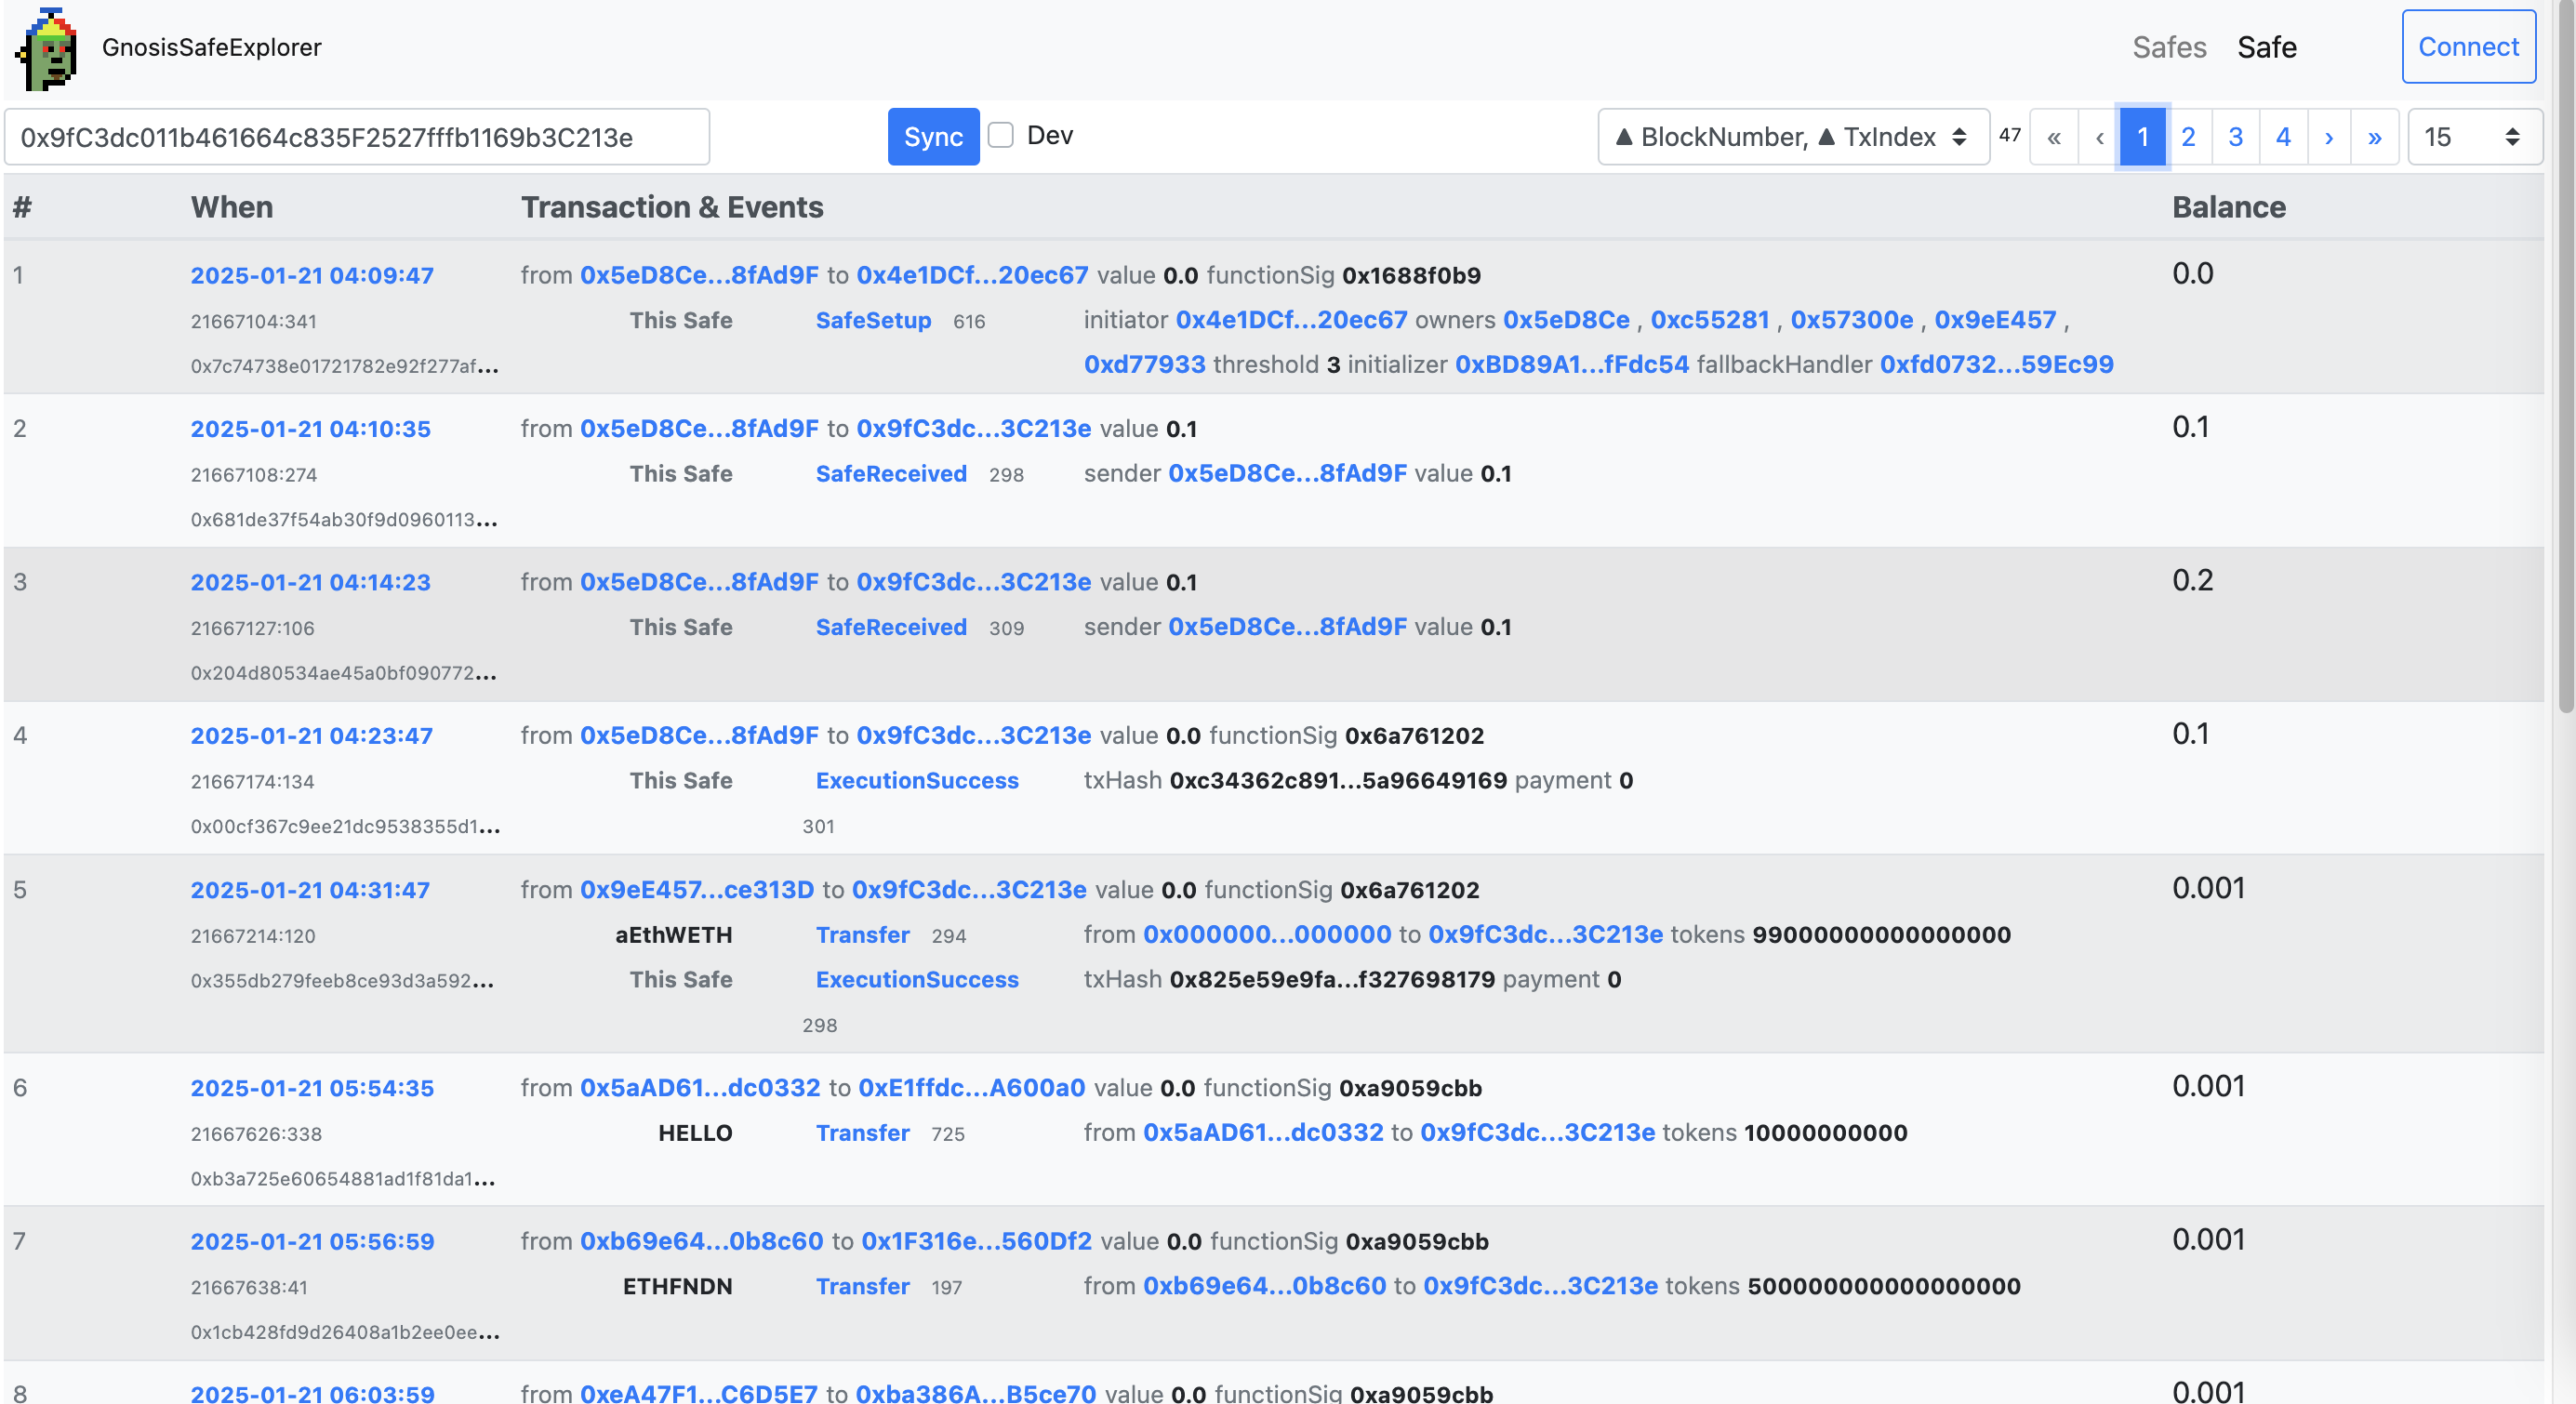 GnosisSafeExplorer Safes Safe Connect
0x9fC3dc011b461664c835F2527fffb1169b3C213e Sync Dev ▲ BlockNumber, ▲ TxIndex 47 « ‹ 1 2 3 4 › » 15
# When Transaction & Events Balance
1 2025-01-21 04:09:47 from 0x5eD8Ce...8fAd9F to 0x4e1DCf...20ec67 value 0.0 functionSig 0x1688f0b9 0.0
21667104:341 This Safe SafeSetup 616 initiator 0x4e1DCf...20ec67 owners 0x5eD8Ce , 0xc55281 , 0x57300e , 0x9eE457 ,
0x7c74738e01721782e92f277af... 0xd77933 threshold 3 initializer 0xBD89A1...fFdc54 fallbackHandler 0xfd0732...59Ec99
2 2025-01-21 04:10:35 from 0x5eD8Ce...8fAd9F to 0x9fC3dc...3C213e value 0.1 0.1
21667108:274 This Safe SafeReceived 298 sender 0x5eD8Ce...8fAd9F value 0.1
0x681de37f54ab30f9d0960113...
3 2025-01-21 04:14:23 from 0x5eD8Ce...8fAd9F to 0x9fC3dc...3C213e value 0.1 0.2
21667127:106 This Safe SafeReceived 309 sender 0x5eD8Ce...8fAd9F value 0.1
0x204d80534ae45a0bf090772...
4 2025-01-21 04:23:47 from 0x5eD8Ce...8fAd9F to 0x9fC3dc...3C213e value 0.0 functionSig 0x6a761202 0.1
21667174:134 This Safe ExecutionSuccess txHash 0xc34362c891...5a96649169 payment 0
0x00cf367c9ee21dc9538355d1... 301
5 2025-01-21 04:31:47 from 0x9eE457...ce313D to 0x9fC3dc...3C213e value 0.0 functionSig 0x6a761202 0.001
21667214:120 aEthWETH Transfer 294 from 0x000000...000000 to 0x9fC3dc...3C213e tokens 99000000000000000
0x355db279feeb8ce93d3a592... This Safe ExecutionSuccess txHash 0x825e59e9fa...f327698179 payment 0
298
6 2025-01-21 05:54:35 from 0x5aAD61...dc0332 to 0xE1ffdc...A600a0 value 0.0 functionSig 0xa9059cbb 0.001
21667626:338 HELLO Transfer 725 from 0x5aAD61...dc0332 to 0x9fC3dc...3C213e tokens 10000000000
0xb3a725e60654881ad1f81da1...
7 2025-01-21 05:56:59 from 0xb69e64...0b8c60 to 0x1F316e...560Df2 value 0.0 functionSig 0xa9059cbb 0.001
21667638:41 ETHFNDN Transfer 197 from 0xb69e64...0b8c60 to 0x9fC3dc...3C213e tokens 500000000000000000
0x1cb428fd9d26408a1b2ee0ee...
8 2025-01-21 06:03:59 from 0xeA47F1...C6D5E7 to 0xba386A...B5ce70 value 0.0 functionSig 0xa9059cbb 0.001